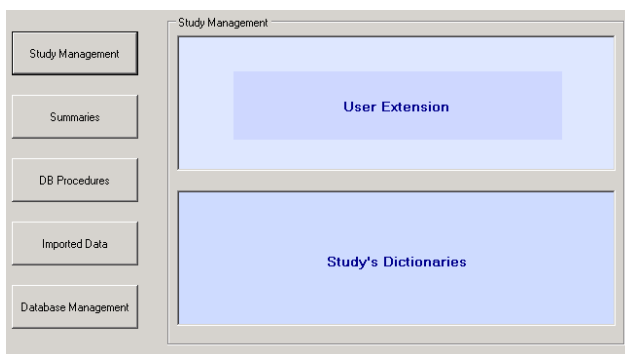 Study Management
Study Management
User Extension
Summaries
DB Procedures
Study's Dictionaries
Imported Data
Database Management